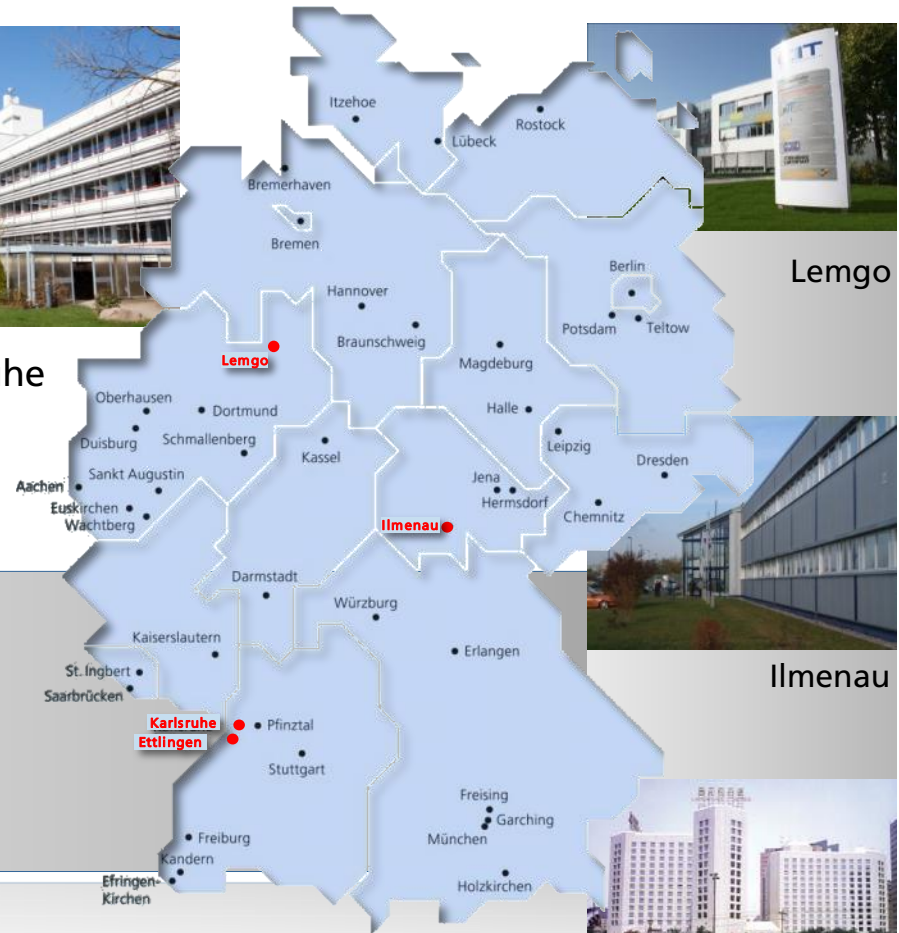 Itzehoe
Rostock
Lübeck
Bremerhaven
Bremen
Berlin
Lemgo
Hannover
Potsdam
Teltow
Braunschweig
Lemgo
Magdeburg
he
Oberhausen
Dortmund
Halle
Duisburg
Schmallenberg
Kassel
Leipzig
Dresden
Aachen
Sankt Augustin
Jena
Hermsdorf
Euskirchen
Wachtberg
Ilmenau
Chemnitz
Darmstadt
Würzburg
Kaiserslautern
Erlangen
St. Ingbert
Saarbrücken
Ilmenau
Karlsruhe
Pfinztal
Ettlingen
Stuttgart
Freising
Garching
München
Freiburg
Kandern
Efringen-
Kirchen
Holzkirchen